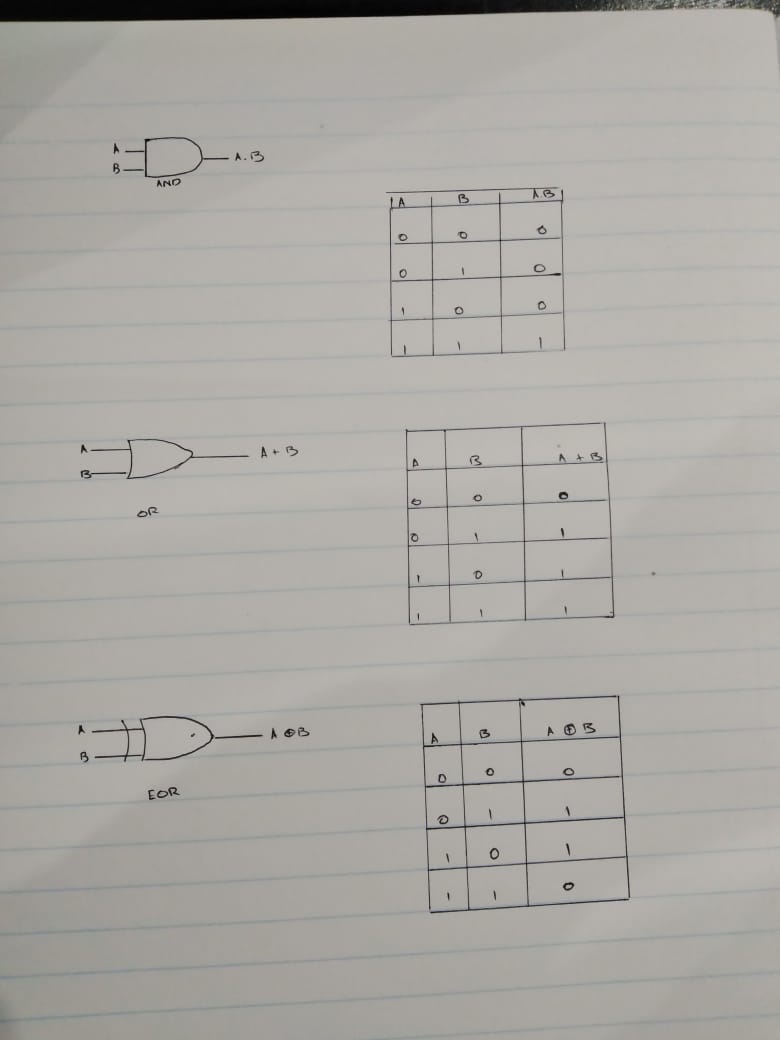 A
B
A.B
AND
A B A.B
0 0 0
0 1 0
1 0 0
1 1 1
A
B
A + B
OR
A B A + B
0 0 0
0 1 1
1 0 1
1 1 1
A
B
A ⊕ B
EOR
A B A ⊕ B
0 0 0
0 1 1
1 0 1
1 1 0